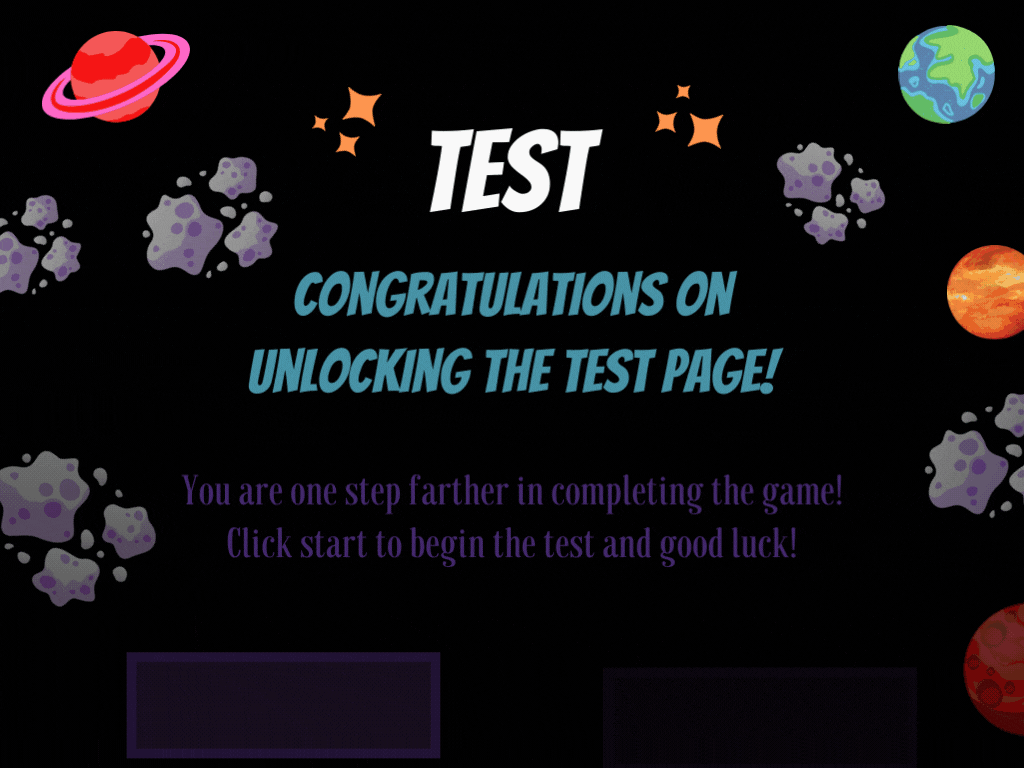 TEST
CONGRATULATIONS ON
UNLOCKING THE TEST PAGE!
You are one step farther in completing the game!
Click start to begin the test and good luck!